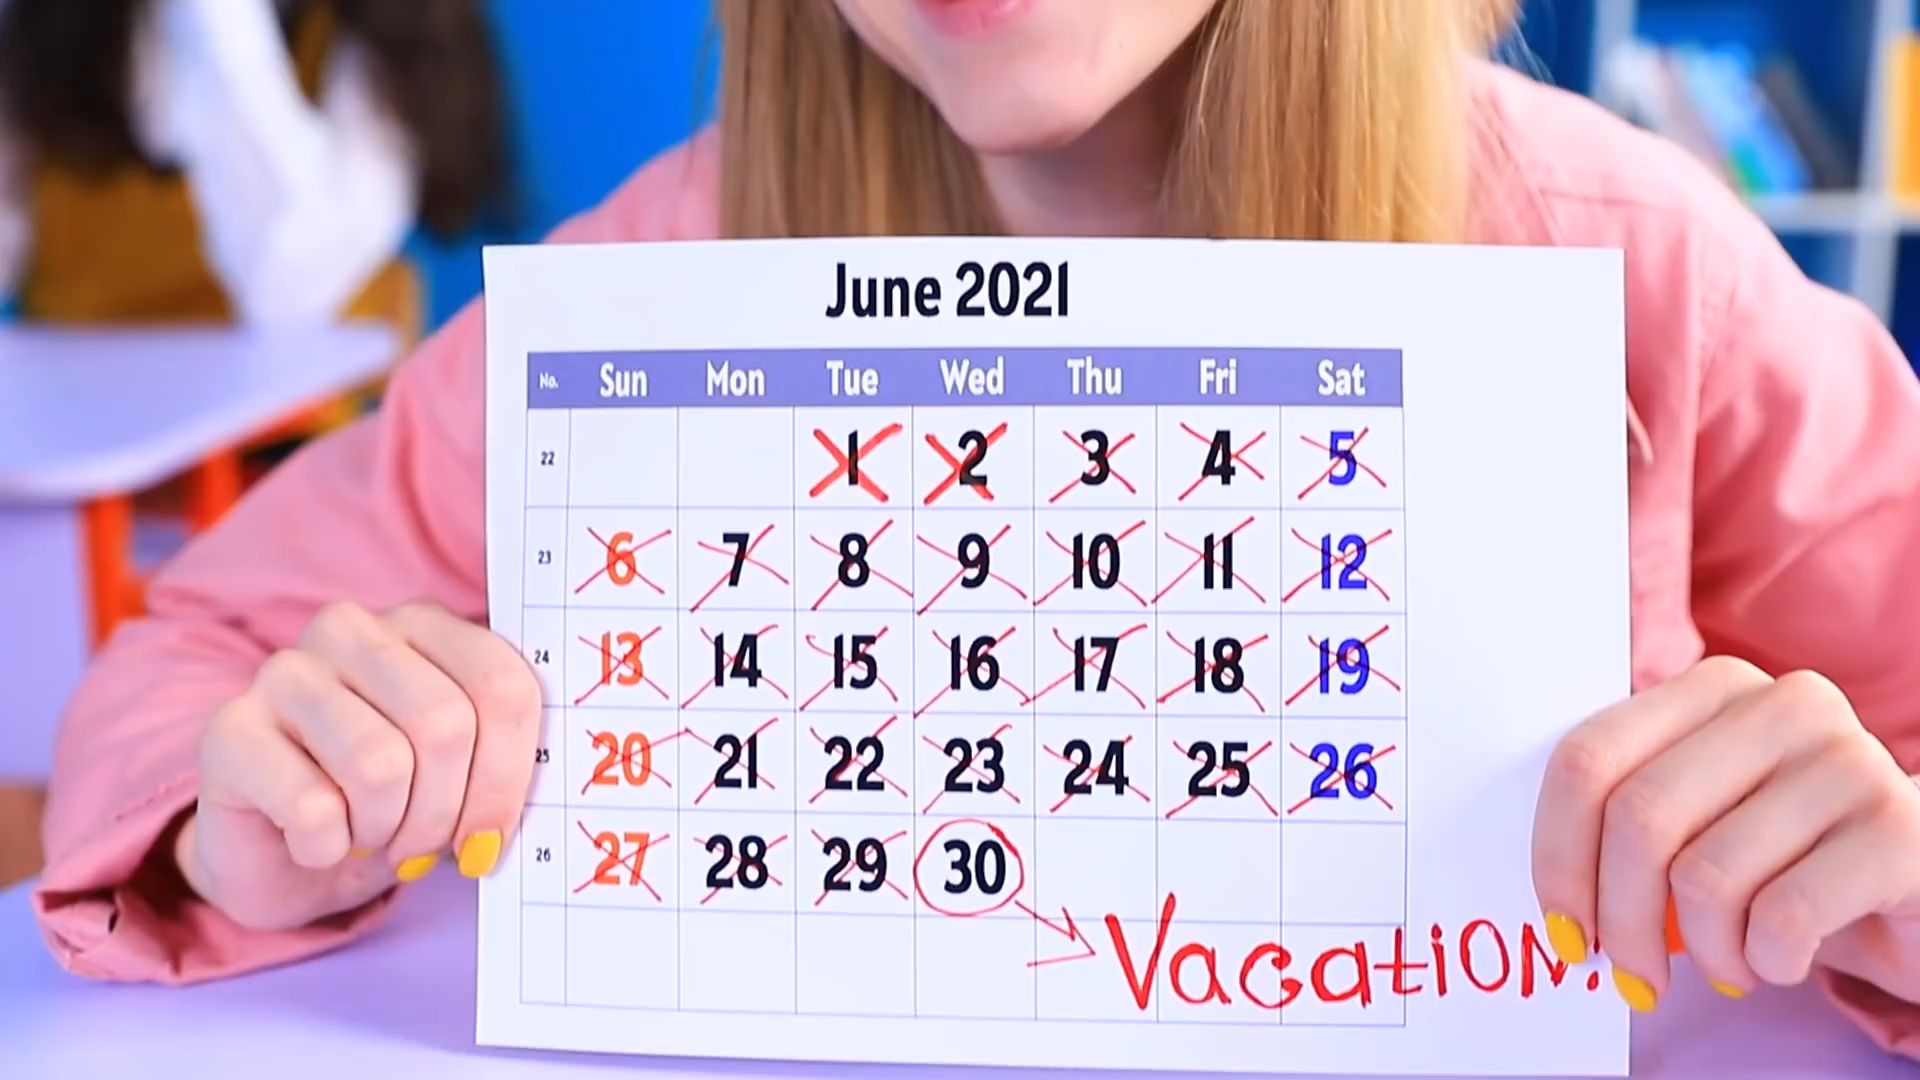 June 2021
No. Sun Mon Tue Wed Thu Fri Sat
22 1 2 3 4 5
23 6 7 8 9 10 11 12
24 13 14 15 16 17 18 19
25 20 21 22 23 24 25 26
26 27 28 29 30
Vacation!